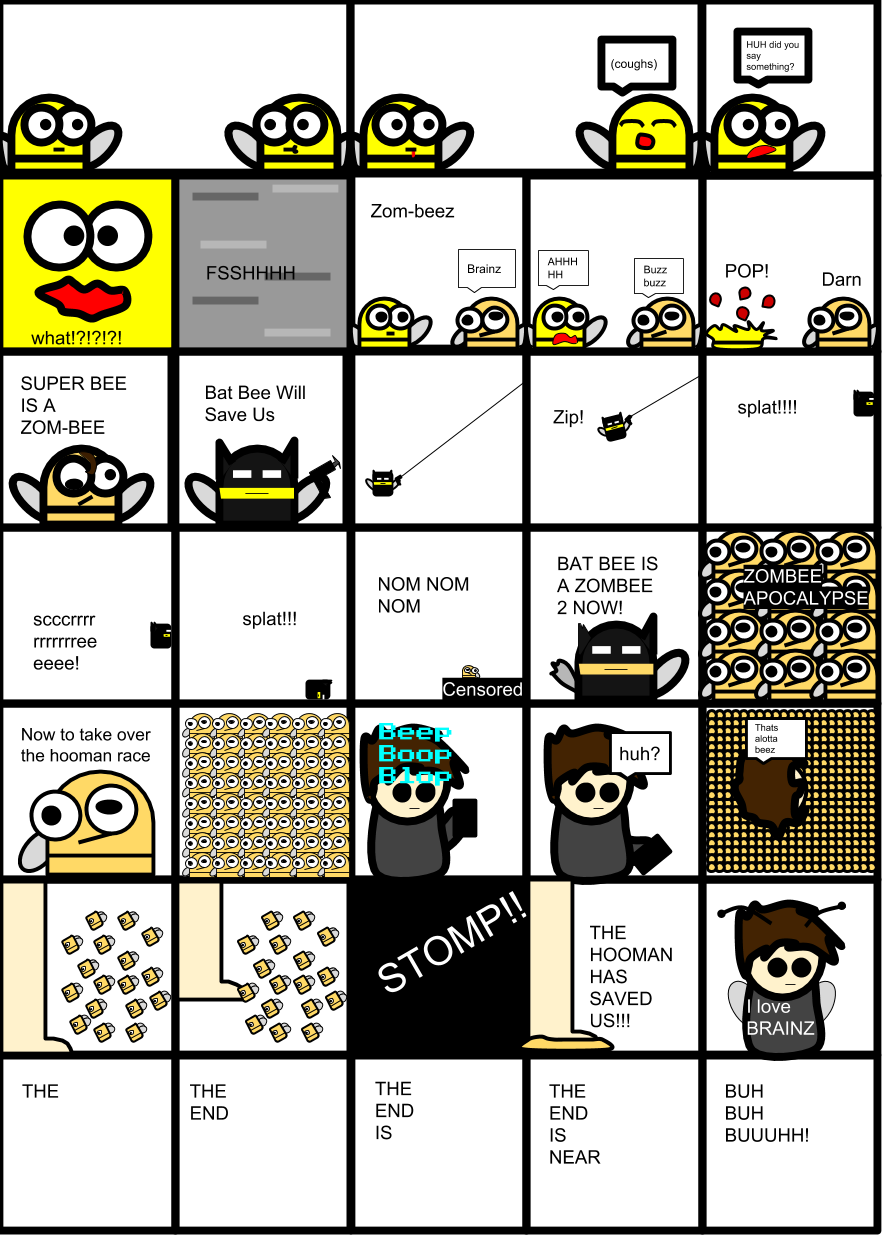 (coughs)
HUH did you
say
something?
what!?!?!?!
FSSHHHH
Zom-beez
Brainz
AHHH
HH
Buzz
buzz
POP!
Darn
SUPER BEE
IS A
ZOM-BEE
Bat Bee Will
Save Us
Zip!
splat!!!!
scccrrrr
rrrrrrree
eeee!
splat!!!
NOM NOM
NOM
Censored
BAT BEE IS
A ZOMBEE
2 NOW!
ZOMBEE
APOCALYPSE
Now to take over
the hooman race
Beep
Boop
Blop
huh?
Thats
alotta
beez
STOMP!!
THE
HOOMAN
HAS
SAVED
US!!!
I love
BRAINZ
THE
THE
END
THE
END
IS
THE
END
IS
NEAR
BUH
BUH
BUUUHH!